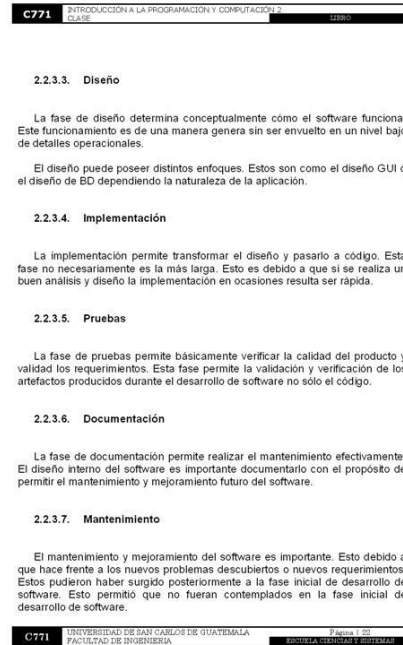 C771
INTRODUCCIÓN A LA PROGRAMACIÓN Y COMPUTACIÓN 2
CLASE
LIBRO
2.2.3.3. Diseño
La fase de diseño determina conceptualmente cómo el software funciona
Este funcionamiento es de una manera genera sin ser envuelto en un nivel bajo
de detalles operacionales.
El diseño puede poseer distintos enfoques. Estos son como el diseño GUI ó
el diseño de BD dependiendo la naturaleza de la aplicación.
2.2.3.4. Implementación
La implementación permite transformar el diseño y pasarlo a código. Esta
fase no necesariamente es la más larga. Esto es debido a que si se realiza un
buen análisis y diseño la implementación en ocasiones resulta ser rápida.
2.2.3.5. Pruebas
La fase de pruebas permite básicamente verificar la calidad del producto y
validad los requerimientos. Esta fase permite la validación y verificación de los
artefactos producidos durante el desarrollo de software no sólo el código.
2.2.3.6. Documentación
La fase de documentación permite realizar el mantenimiento efectivamente
El diseño interno del software es importante documentarlo con el propósito de
permitir el mantenimiento y mejoramiento futuro del software.
2.2.3.7. Mantenimiento
El mantenimiento y mejoramiento del software es importante. Esto debido a
que hace frente a los nuevos problemas descubiertos o nuevos requerimientos
Estos pudieron haber surgido posteriormente a la fase inicial de desarrollo de
software. Esto permitió que no fueran contemplados en la fase inicial de
desarrollo de software.
C771
UNIVERSIDAD DE SAN CARLOS DE GUATEMALA
FACULTAD DE INGENIERIA
Página | 22
ESCUELA CIENCIAS Y SISTEMAS